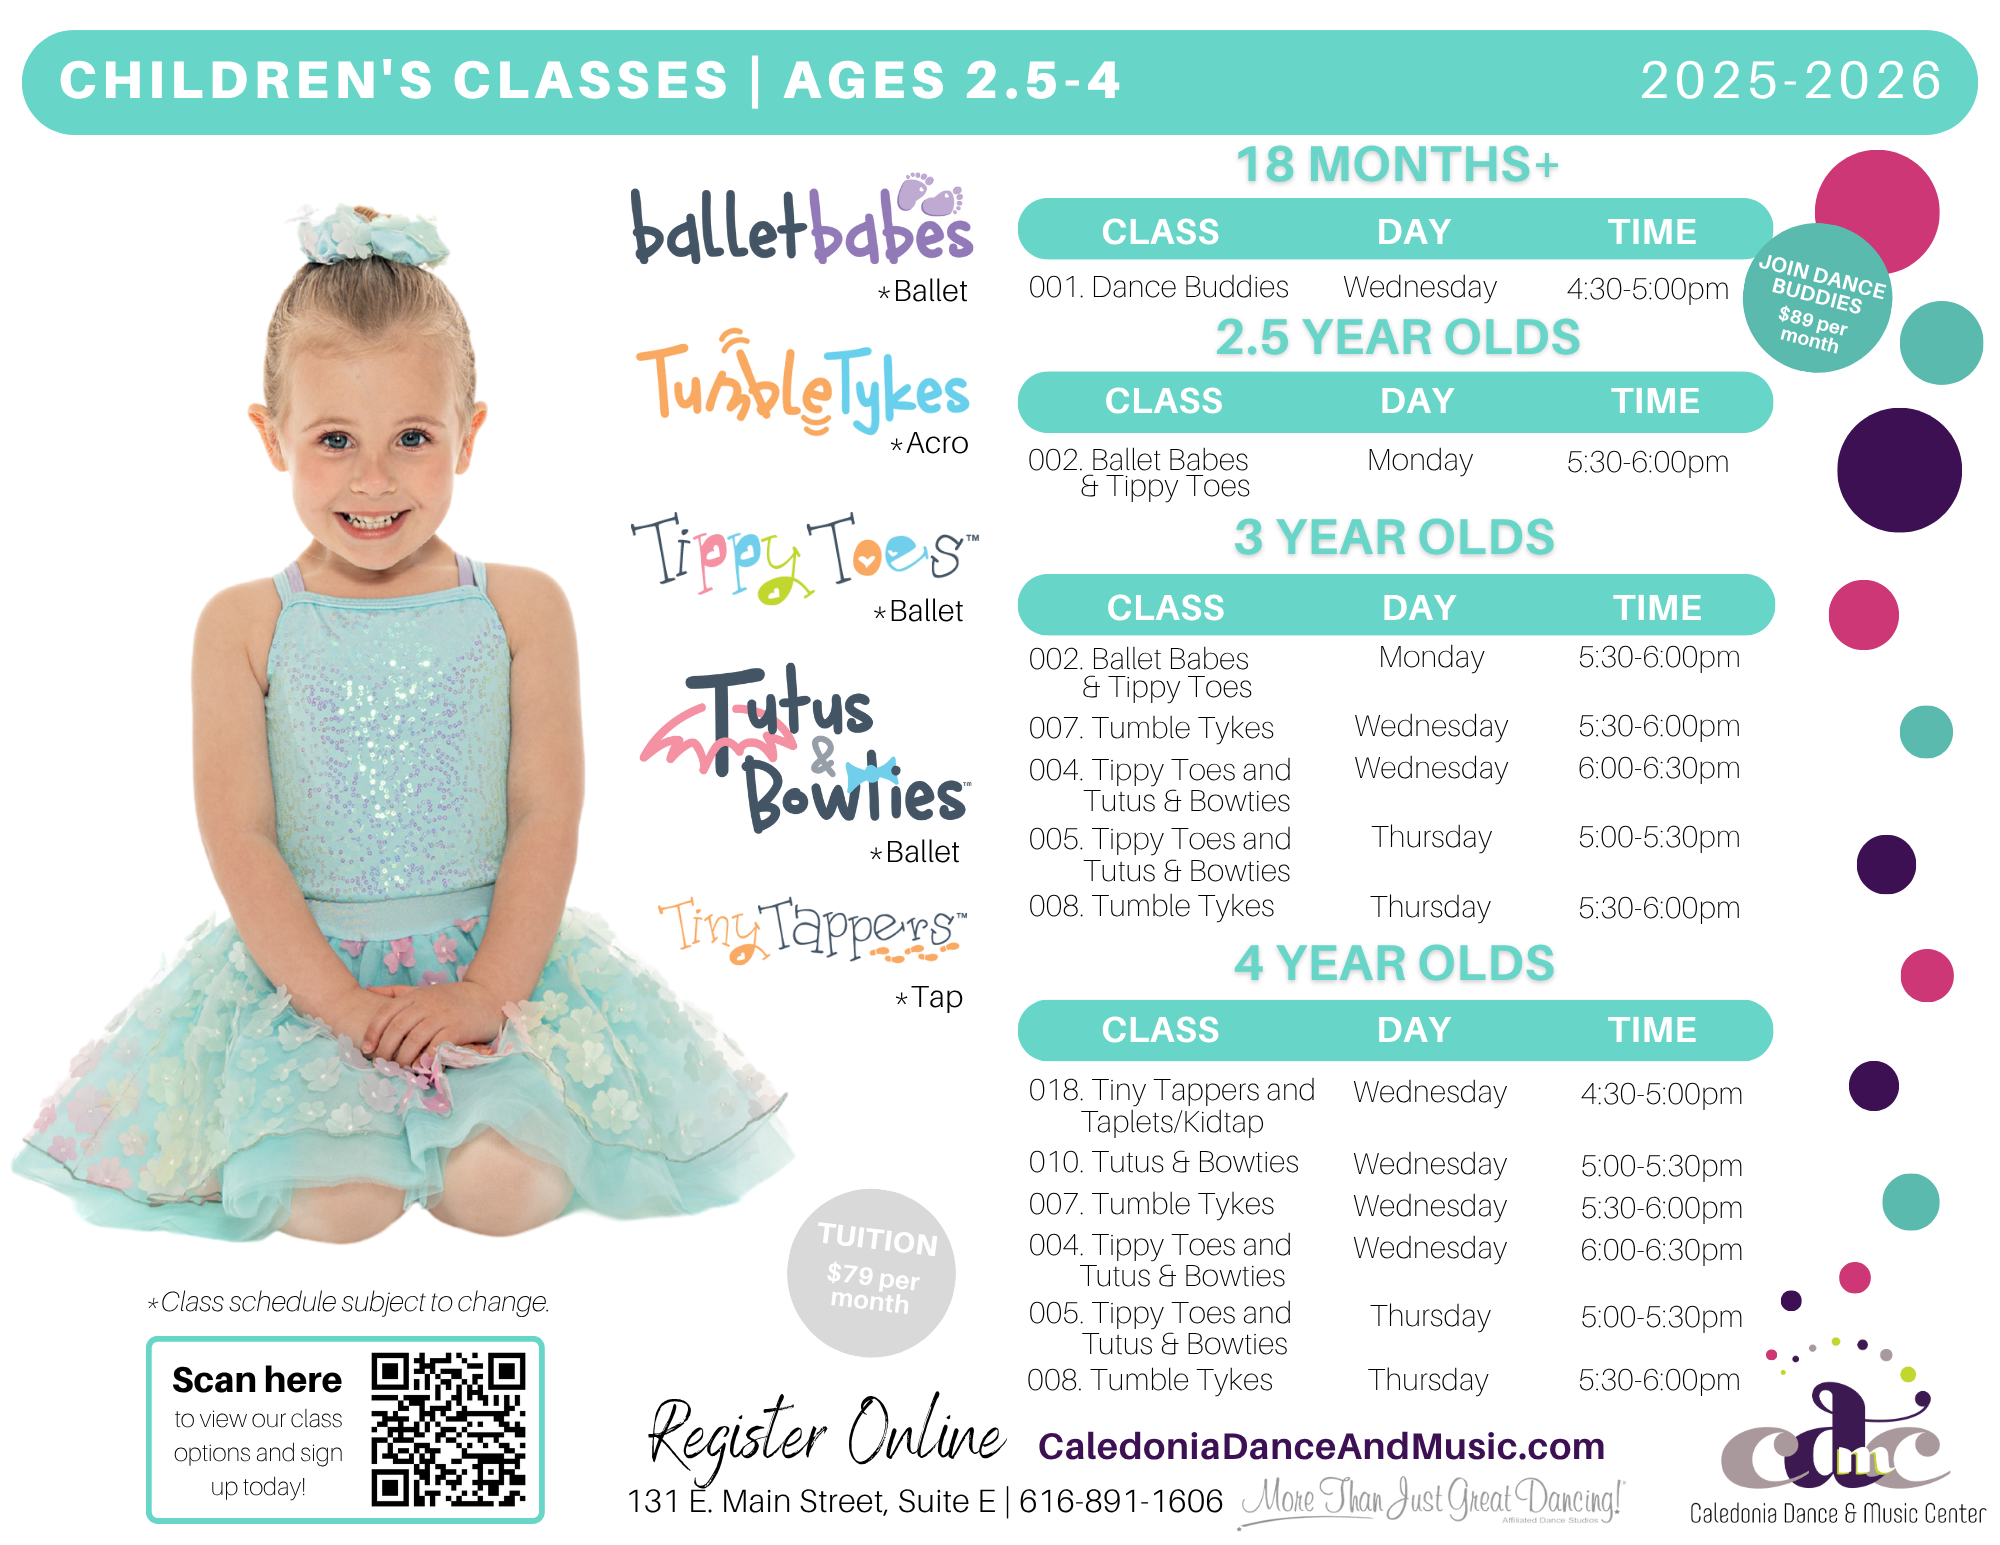 CHILDREN'S CLASSES | AGES 2.5-4
2025-2026
balletbabes
*Ballet
TumbleTykes
*Acro
Tippy Toes™
*Ballet
Tutus
&
Bowties™
*Ballet
Tiny Tappers™
*Tap
18 MONTHS+
CLASS DAY TIME
001. Dance Buddies Wednesday 4:30-5:00pm
JOIN DANCE
BUDDIES
$89 per
month
2.5 YEAR OLDS
CLASS DAY TIME
002. Ballet Babes Monday 5:30-6:00pm
& Tippy Toes
3 YEAR OLDS
CLASS DAY TIME
002. Ballet Babes Monday 5:30-6:00pm
& Tippy Toes
007. Tumble Tykes Wednesday 5:30-6:00pm
004. Tippy Toes and Wednesday 6:00-6:30pm
Tutus & Bowties
005. Tippy Toes and Thursday 5:00-5:30pm
Tutus & Bowties
008. Tumble Tykes Thursday 5:30-6:00pm
4 YEAR OLDS
CLASS DAY TIME
018. Tiny Tappers and Wednesday 4:30-5:00pm
Taplets/Kidtap
010. Tutus & Bowties Wednesday 5:00-5:30pm
007. Tumble Tykes Wednesday 5:30-6:00pm
004. Tippy Toes and Wednesday 6:00-6:30pm
Tutus & Bowties
005. Tippy Toes and Thursday 5:00-5:30pm
Tutus & Bowties
008. Tumble Tykes Thursday 5:30-6:00pm
TUITION
$79 per
month
*Class schedule subject to change.
Scan here
to view our class
options and sign
up today!
Register Online CaledoniaDanceAndMusic.com
131 E. Main Street, Suite E | 616-891-1606
More Than Just Great Dancing!®
Affiliated Dance Studios
cdmc
Caledonia Dance & Music Center